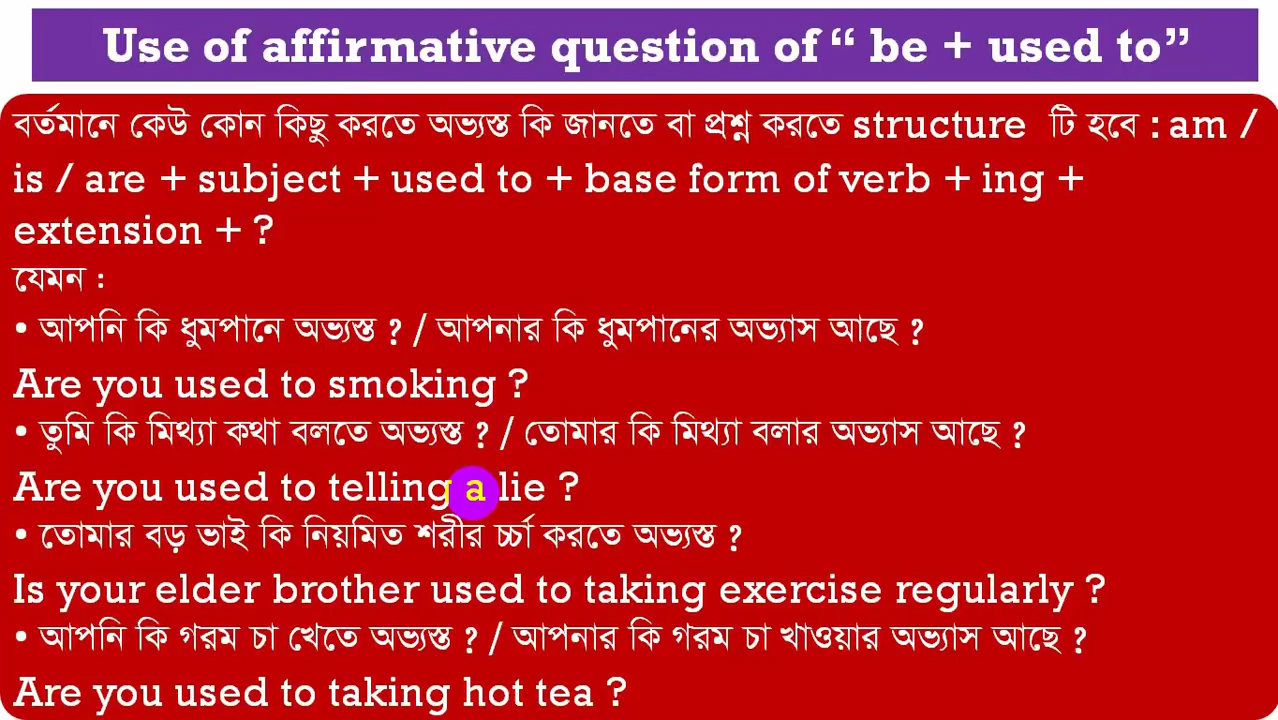 Use of affirmative question of “ be + used to”
বর্তমানে কেউ কোন কিছু করতে অভ্যস্ত কি জানতে বা প্রশ্ন করতে structure টি হবে : am /
is / are + subject + used to + base form of verb + ing +
extension + ?
যেমন :
• আপনি কি ধুমপানে অভ্যস্ত ? / আপনার কি ধুমপানের অভ্যাস আছে ?
Are you used to smoking ?
• তুমি কি মিথ্যা কথা বলতে অভ্যস্ত ? / তোমার কি মিথ্যা বলার অভ্যাস আছে ?
Are you used to telling a lie ?
• তোমার বড় ভাই কি নিয়মিত শরীর চ্চর্া করতে অভ্যস্ত ?
Is your elder brother used to taking exercise regularly ?
• আপনি কি গরম চা খেতে অভ্যস্ত ? / আপনার কি গরম চা খাওয়ার অভ্যাস আছে ?
Are you used to taking hot tea ?